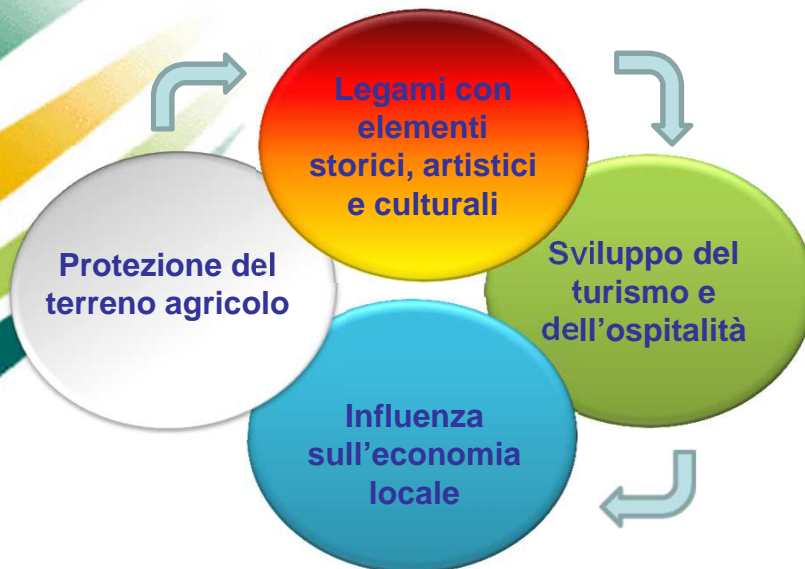 Legami con
elementi
storici, artistici
e culturali
Protezione del
terreno agricolo
Sviluppo del
turismo e
dell’ospitalità
Influenza
sull’economia
locale